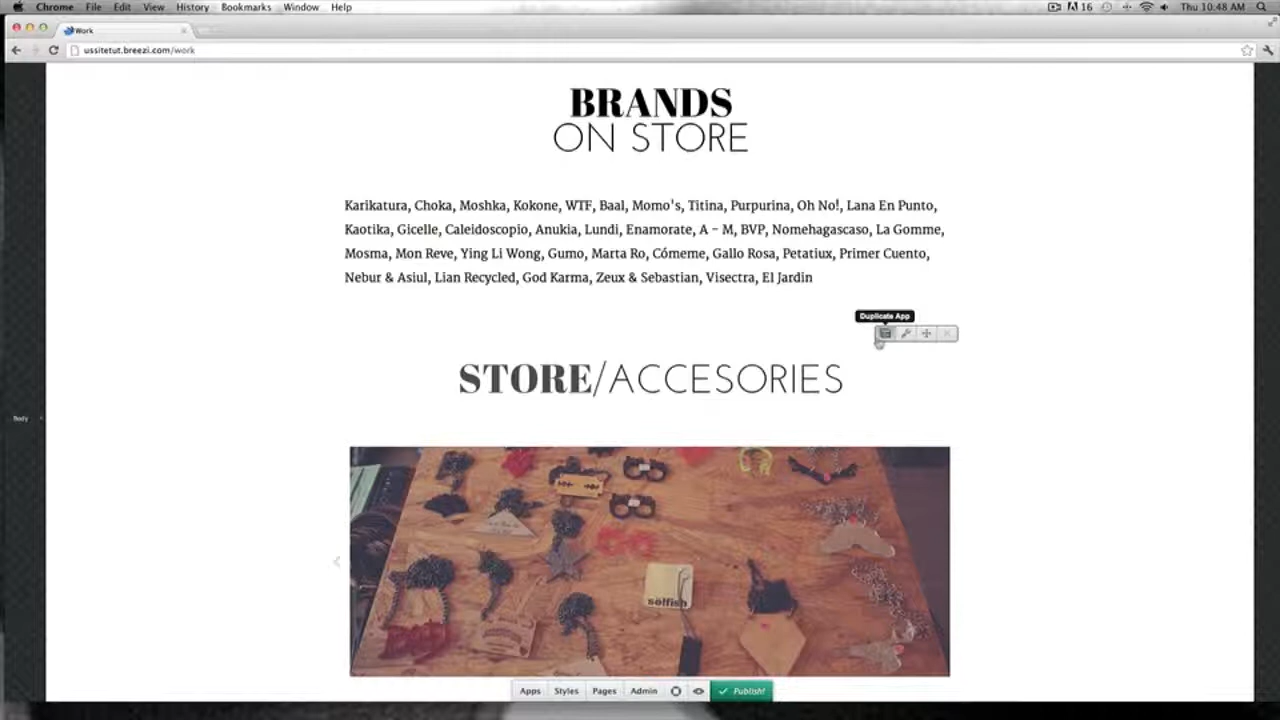 Chrome File Edit View History Bookmarks Window Help 16 Thu 10:48 AM
Work
ussitetut.breezi.com/work
BRANDS
ON STORE
Karikatura, Choka, Moshka, Kokone, WTF, Baal, Momo's, Titina, Purpurina, Oh No!, Lana En Punto,
Kaotika, Gicelle, Caleidoscopio, Anukia, Lundi, Enamorate, A - M, BVP, Nomehagascaso, La Gomme,
Mosma, Mon Reve, Ying Li Wong, Gumo, Marta Ro, Cómeme, Gallo Rosa, Petatiux, Primer Cuento,
Nebur & Asiul, Lian Recycled, God Karma, Zeux & Sebastian, Visectra, El Jardin
Duplicate App
STORE/ACCESORIES
Body
selfish
Apps Styles Pages Admin Publish!